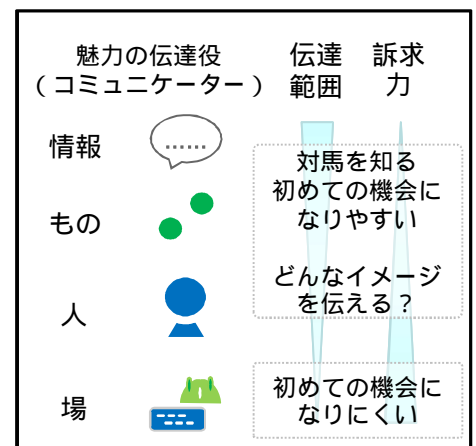 魅力の伝達役
(コミュニケーター)
伝達
範囲
訴求
力
情報
......
もの
人
場
対馬を知る
初めての機会に
なりやすい
どんなイメージ
を伝える?
初めての機会に
なりにくい